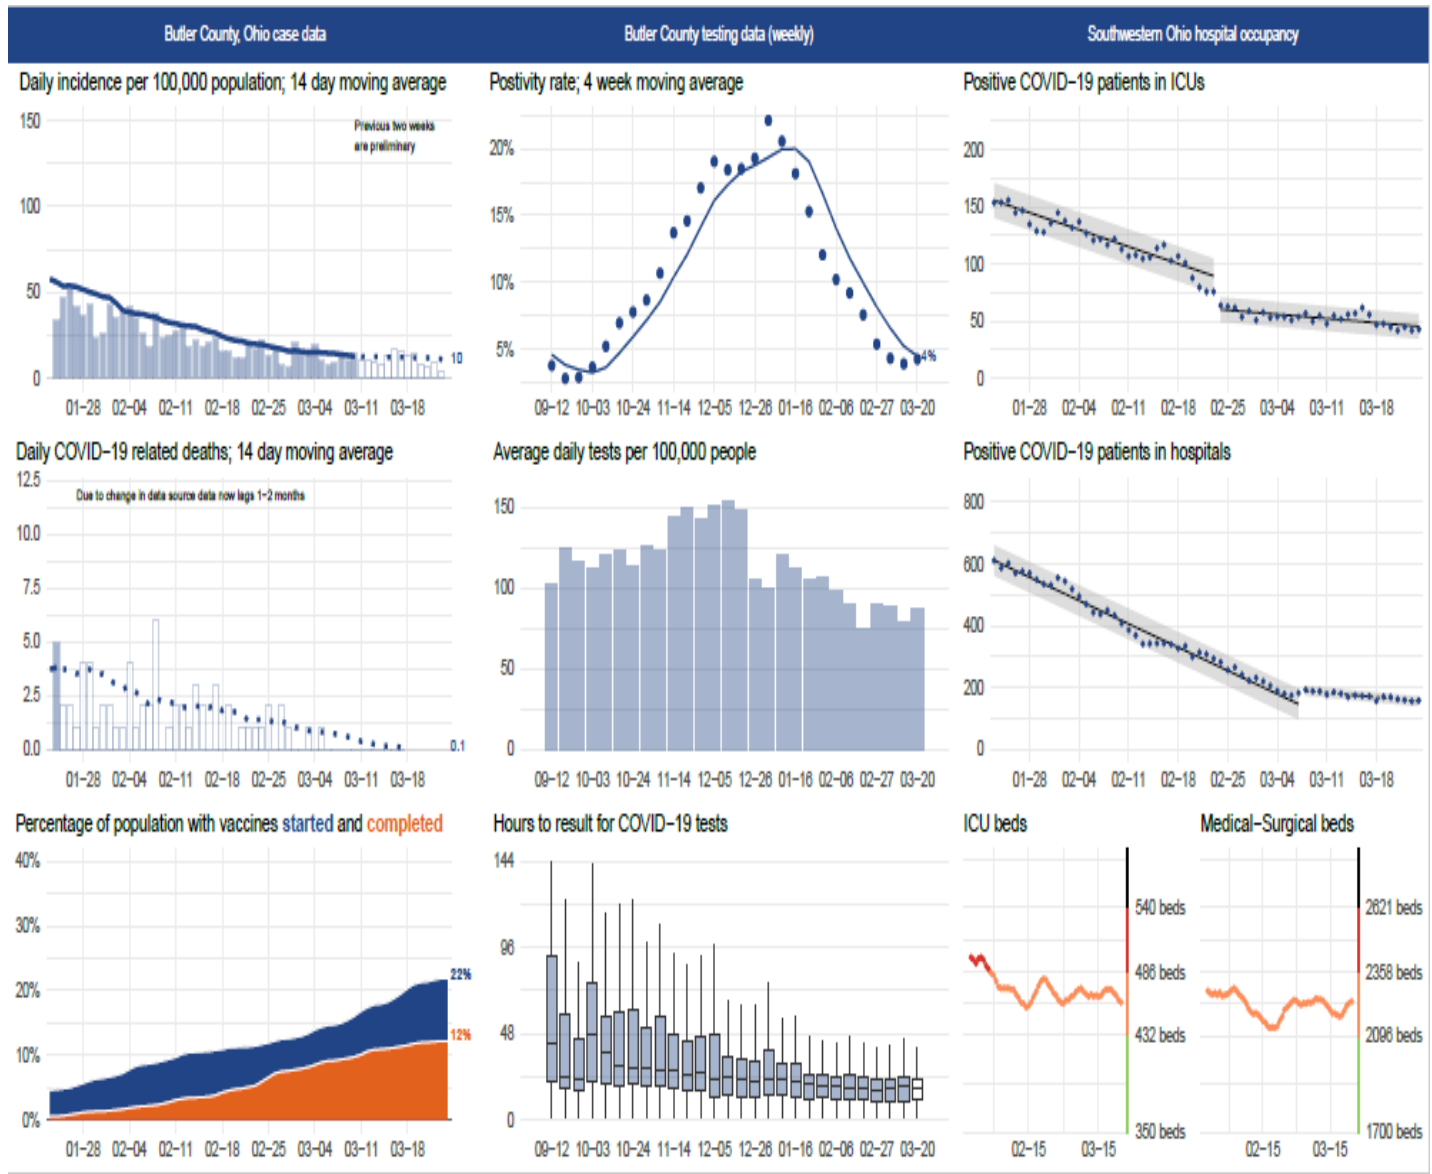 Butler County, Ohio case data
Butler County testing data (weekly)
Southwestern Ohio hospital occupancy
Daily incidence per 100,000 population; 14 day moving average
150
100
50
0
Previous two weeks
are preliminary
10
01-28 02-04 02-11 02-18 02-25 03-04 03-11 03-18
Postivity rate; 4 week moving average
20%
15%
10%
5%
4%
09-12 10-03 10-24 11-14 12-05 12-26 01-16 02-06 02-27 03-20
Positive COVID-19 patients in ICUs
200
150
100
50
0
01-28 02-04 02-11 02-18 02-25 03-04 03-11 03-18
Daily COVID-19 related deaths; 14 day moving average
12.5
10.0
7.5
5.0
2.5
0.0
Due to change in data source data now lags 1-2 months
0.1
01-28 02-04 02-11 02-18 02-25 03-04 03-11 03-18
Average daily tests per 100,000 people
150
100
50
0
09-12 10-03 10-24 11-14 12-05 12-26 01-16 02-06 02-27 03-20
Positive COVID-19 patients in hospitals
800
600
400
200
0
01-28 02-04 02-11 02-18 02-25 03-04 03-11 03-18
Percentage of population with vaccines started and completed
40%
30%
20%
10%
0%
22%
12%
01-28 02-04 02-11 02-18 02-25 03-04 03-11 03-18
Hours to result for COVID-19 tests
144
96
48
0
09-12 10-03 10-24 11-14 12-05 12-26 01-16 02-06 02-27 03-20
ICU beds
540 beds
486 beds
432 beds
350 beds
02-15 03-15
Medical-Surgical beds
2621 beds
2358 beds
2096 beds
1700 beds
02-15 03-15